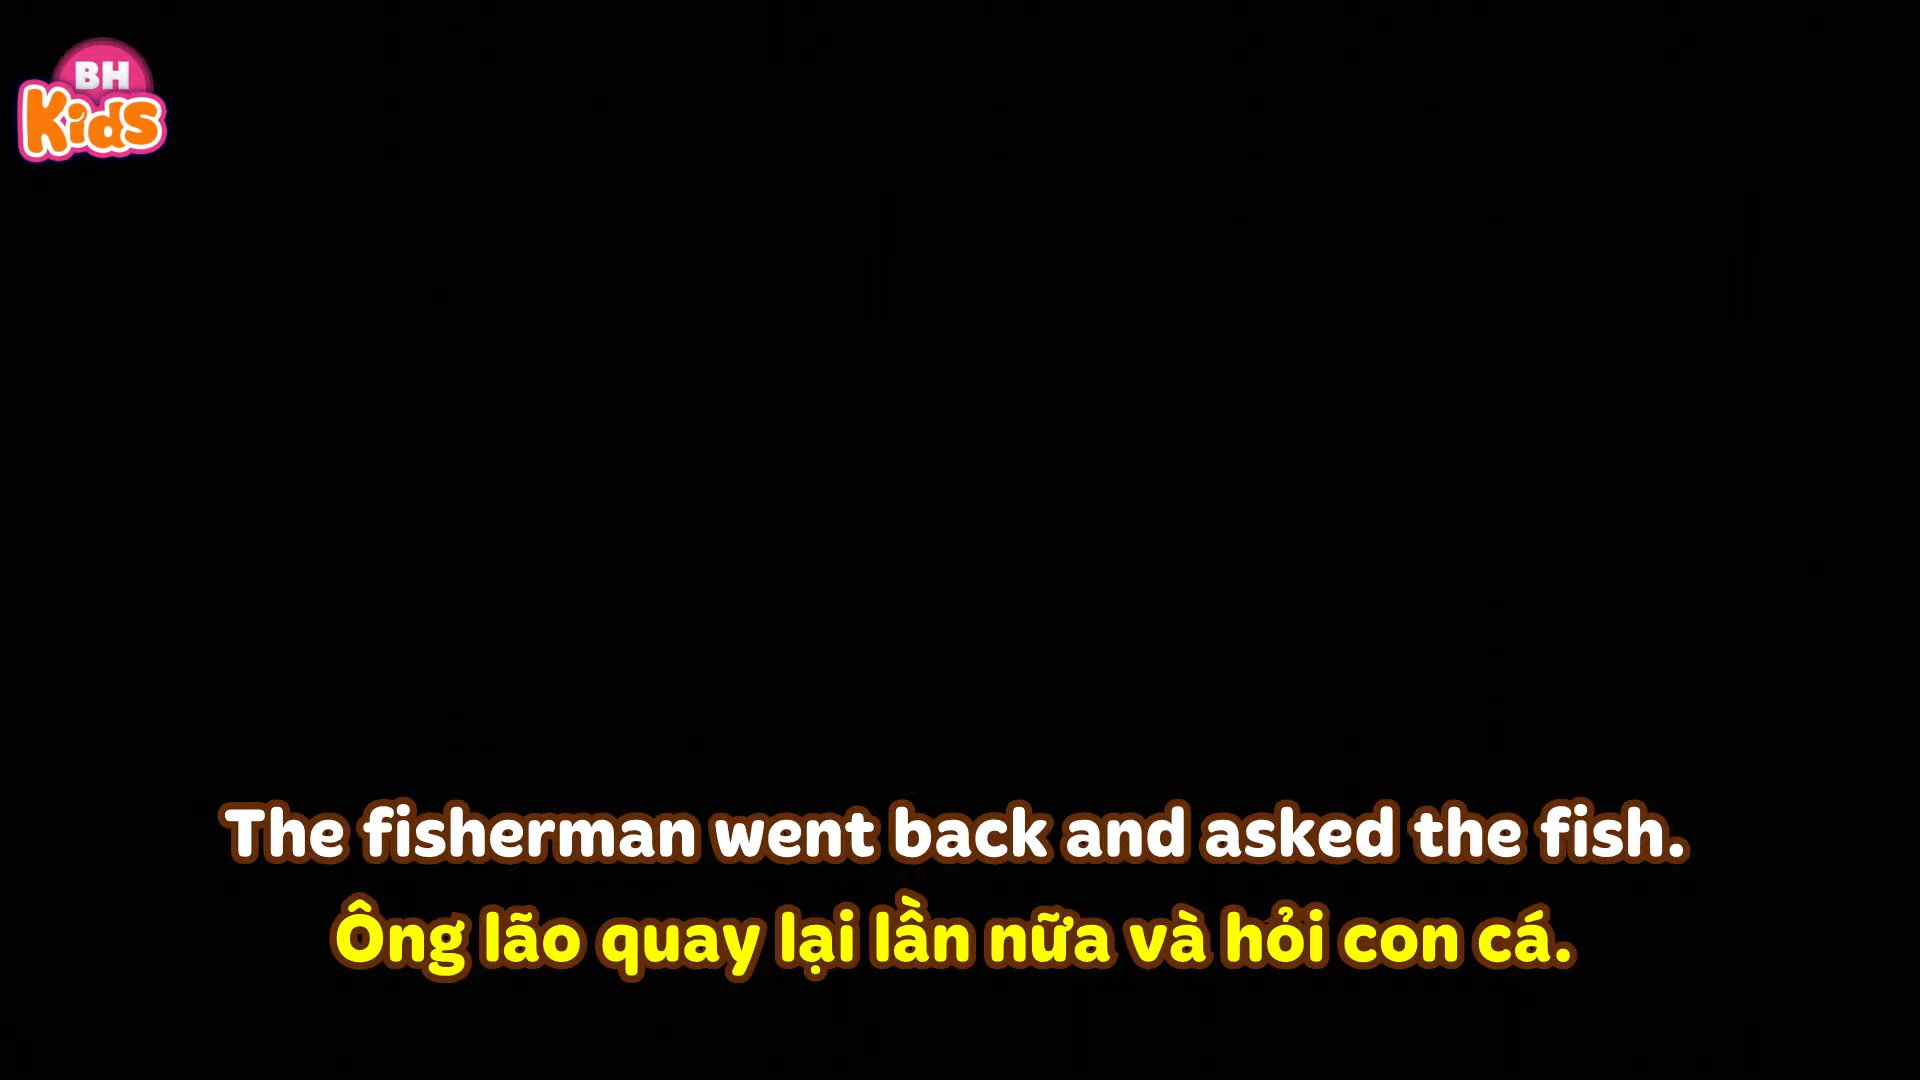 BH
Kids
The fisherman went back and asked the fish.
Ông lão quay lại lần nữa và hỏi con cá.